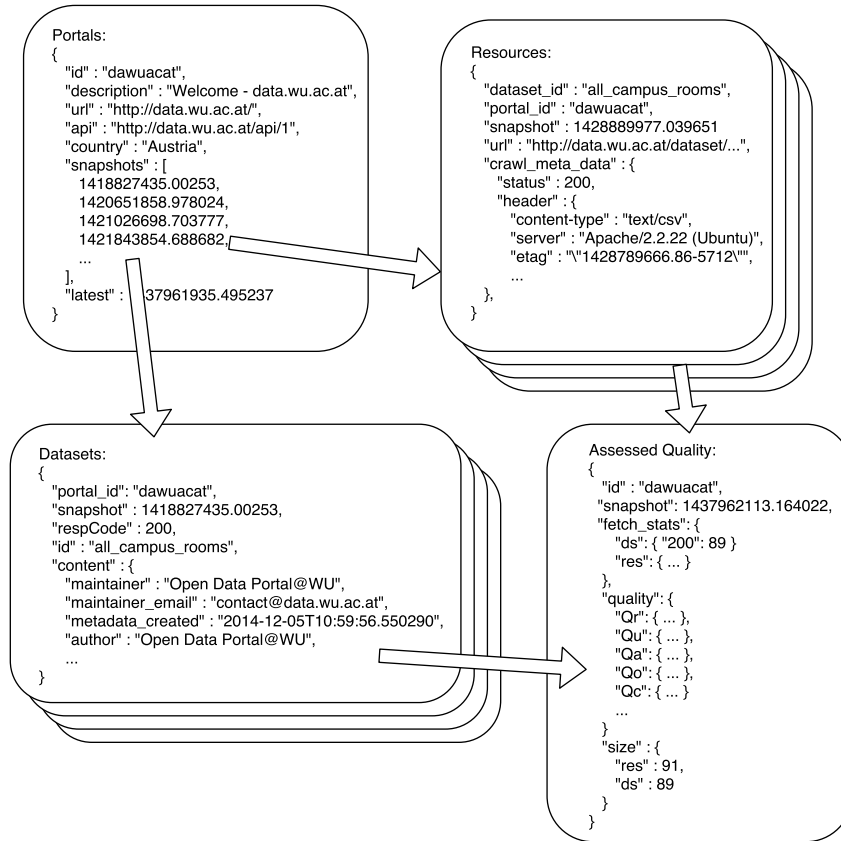 Portals:
{
"id" : "dawuacat",
"description" : "Welcome - data.wu.ac.at",
"url" : "http://data.wu.ac.at/",
"api" : "http://data.wu.ac.at/api/1",
"country" : "Austria",
"snapshots" : [
1418827435.00253,
1420651858.978024,
1421026698.703777,
1421843854.688682,
...
],
"latest" : 37961935.495237
}
Resources:
{
"dataset_id" : "all_campus_rooms",
"portal_id" : "dawuacat",
"snapshot" : 1428889977.039651
"url" : "http://data.wu.ac.at/dataset/...",
"crawl_meta_data" : {
"status" : 200,
"header" : {
"content-type" : "text/csv",
"server" : "Apache/2.2.22 (Ubuntu)",
"etag" : "\"1428789666.86-5712\"",
...
},
}
Datasets:
{
"portal_id": "dawuacat",
"snapshot" : 1418827435.00253,
"respCode" : 200,
"id" : "all_campus_rooms",
"content" : {
"maintainer" : "Open Data Portal@WU",
"maintainer_email" : "contact@data.wu.ac.at",
"metadata_created" : "2014-12-05T10:59:56.550290",
"author" : "Open Data Portal@WU",
...
}
Assessed Quality:
{
"id" : "dawuacat",
"snapshot": 1437962113.164022,
"fetch_stats": {
"ds": { "200": 89 }
"res": { ... }
},
"quality": {
"Qr": { ... },
"Qu": { ... },
"Qa": { ... },
"Qo": { ... },
"Qc": { ... }
...
}
"size" : {
"res" : 91,
"ds" : 89
}
}